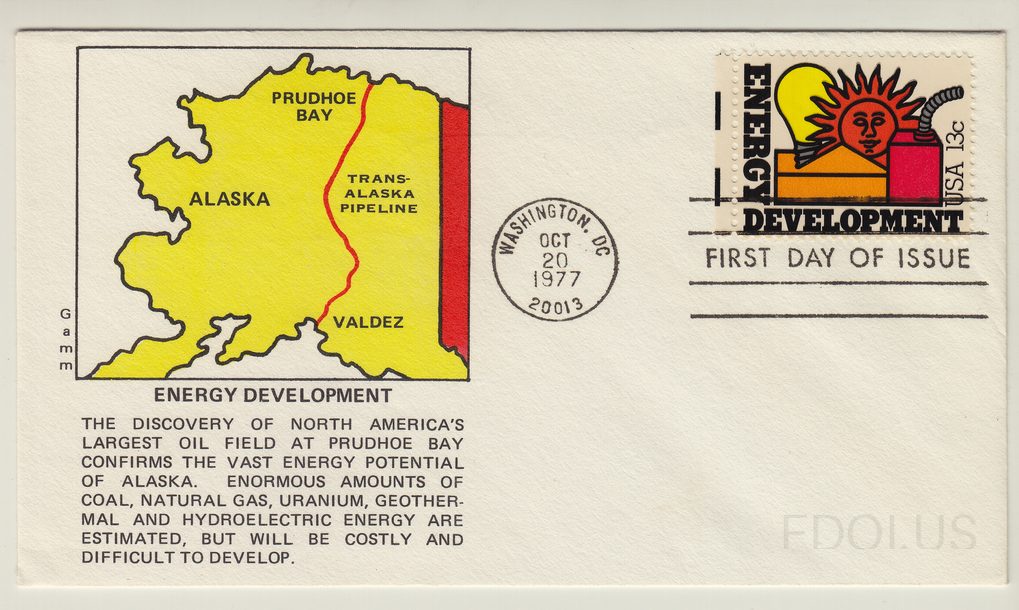 PRUDHOE
BAY
ALASKA
TRANS-
ALASKA
PIPELINE
VALDEZ
Gamm
ENERGY DEVELOPMENT
THE DISCOVERY OF NORTH AMERICA'S
LARGEST OIL FIELD AT PRUDHOE BAY
CONFIRMS THE VAST ENERGY POTENTIAL
OF ALASKA. ENORMOUS AMOUNTS OF
COAL, NATURAL GAS, URANIUM, GEOTHER-
MAL AND HYDROELECTRIC ENERGY ARE
ESTIMATED, BUT WILL BE COSTLY AND
DIFFICULT TO DEVELOP.
WASHINGTON, DC
OCT
20
1977
20013
ENERGY
DEVELOPMENT
USA 13c
FIRST DAY OF ISSUE
FDOI.US